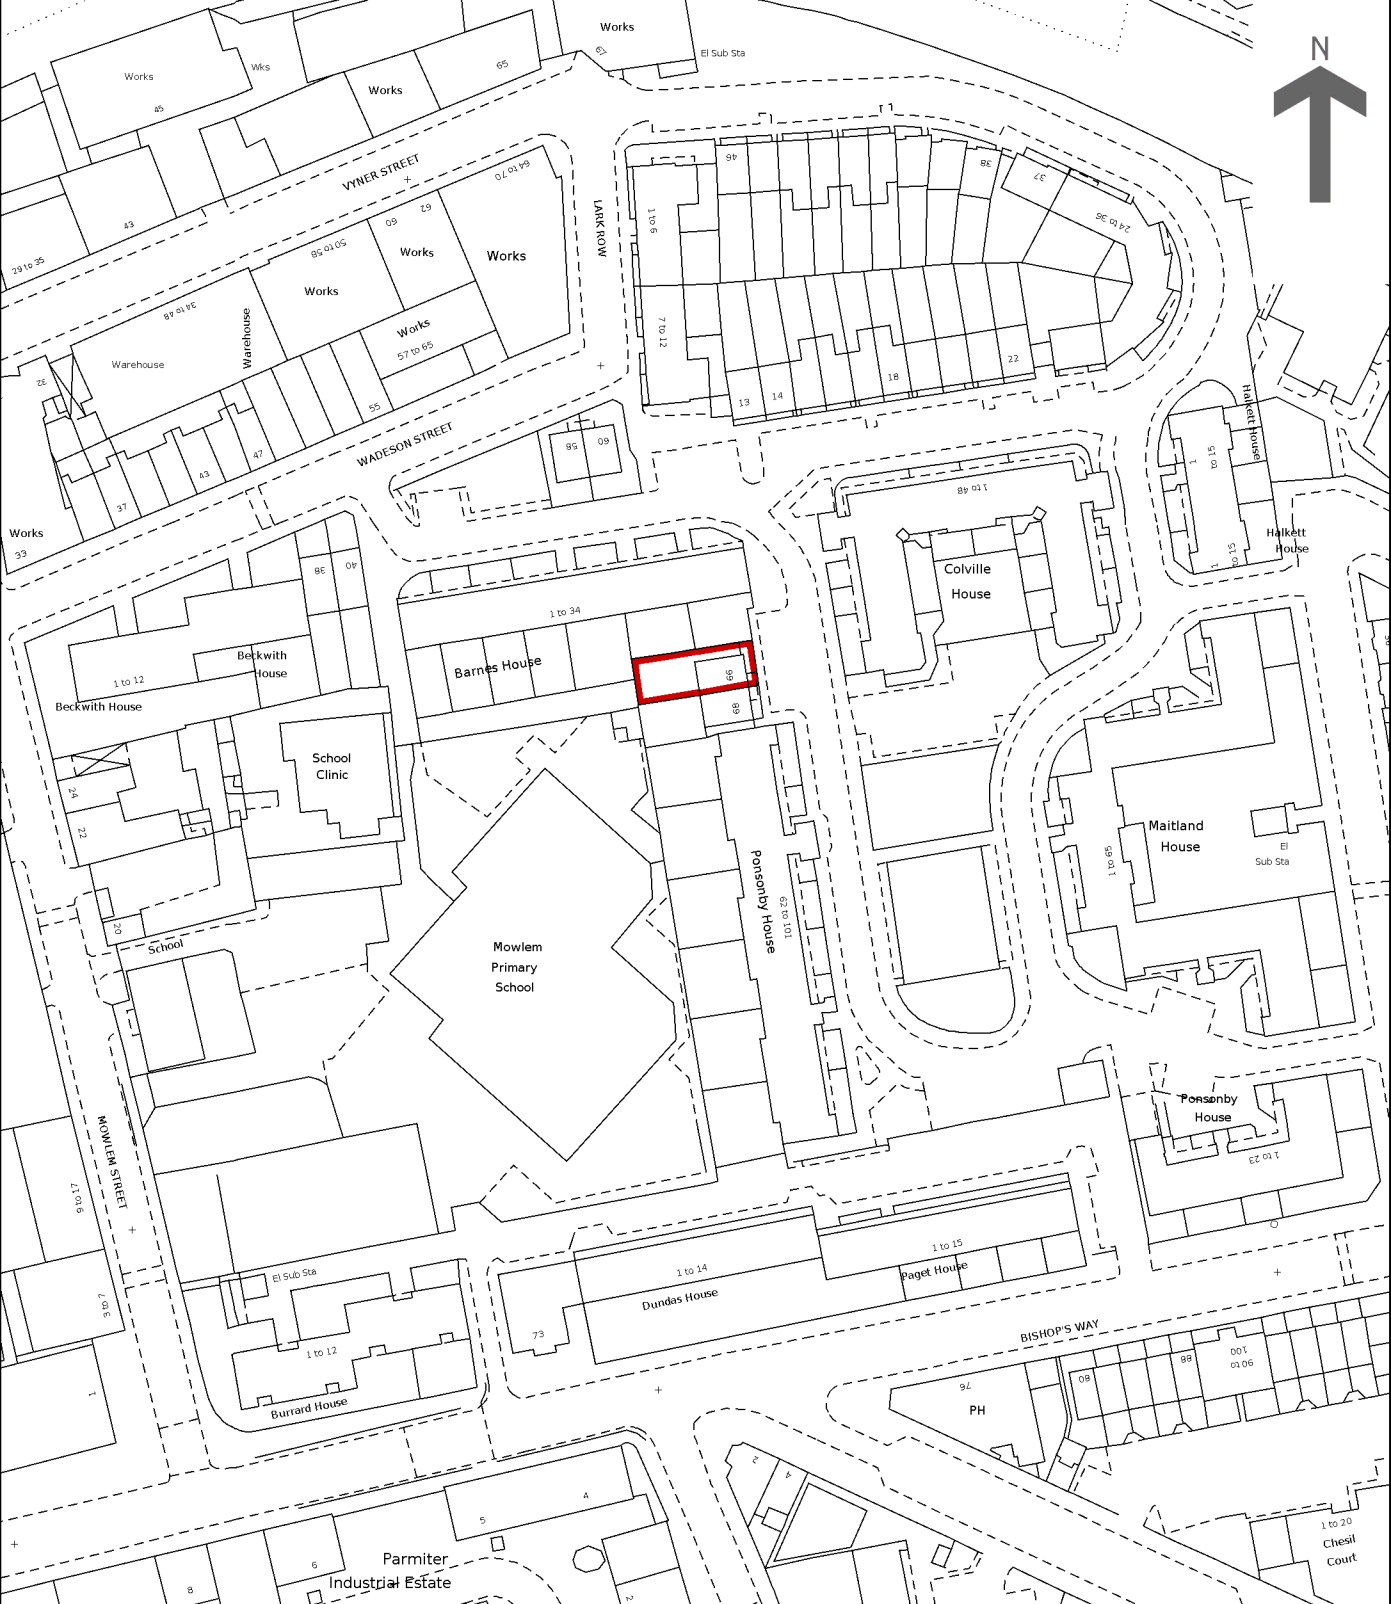 Works
67
El Sub Sta
N
Works
Wks
65
45
Works
VYNER STREET
64 to 70
46
38
37
43
62
60
1 to 6
24 to 36
LARK ROW
50 to 58
Works
Works
29 to 35
Works
34 to 48
Warehouse
Works
57 to 65
7 to 12
22
Warehouse
32
18
55
13
14
Halkett House
WADESON STREET
58
60
47
43
1
to 15
37
1 to 48
Works
33
Halkett
House
1
to 15
38
40
Colville
House
1 to 34
Beckwith
House
Barnes House
1 to 12
66
Beckwith House
68
School
Clinic
24
22
Maitland
House
El
Sub Sta
Ponsonby House
62 to 101
20
School
Mowlem
Primary
School
Ponsonby
House
MOWLEM STREET
1 to 23
9 to 17
1 to 15
El Sub Sta
1 to 14
Paget House
3 to 7
Dundas House
73
BISHOP'S WAY
1 to 12
88
100
90 to
80
1
76
Burrard House
PH
2
4
4
5
1 to 20
Chesil
Court
Parmiter
Industrial Estate
6
8
2